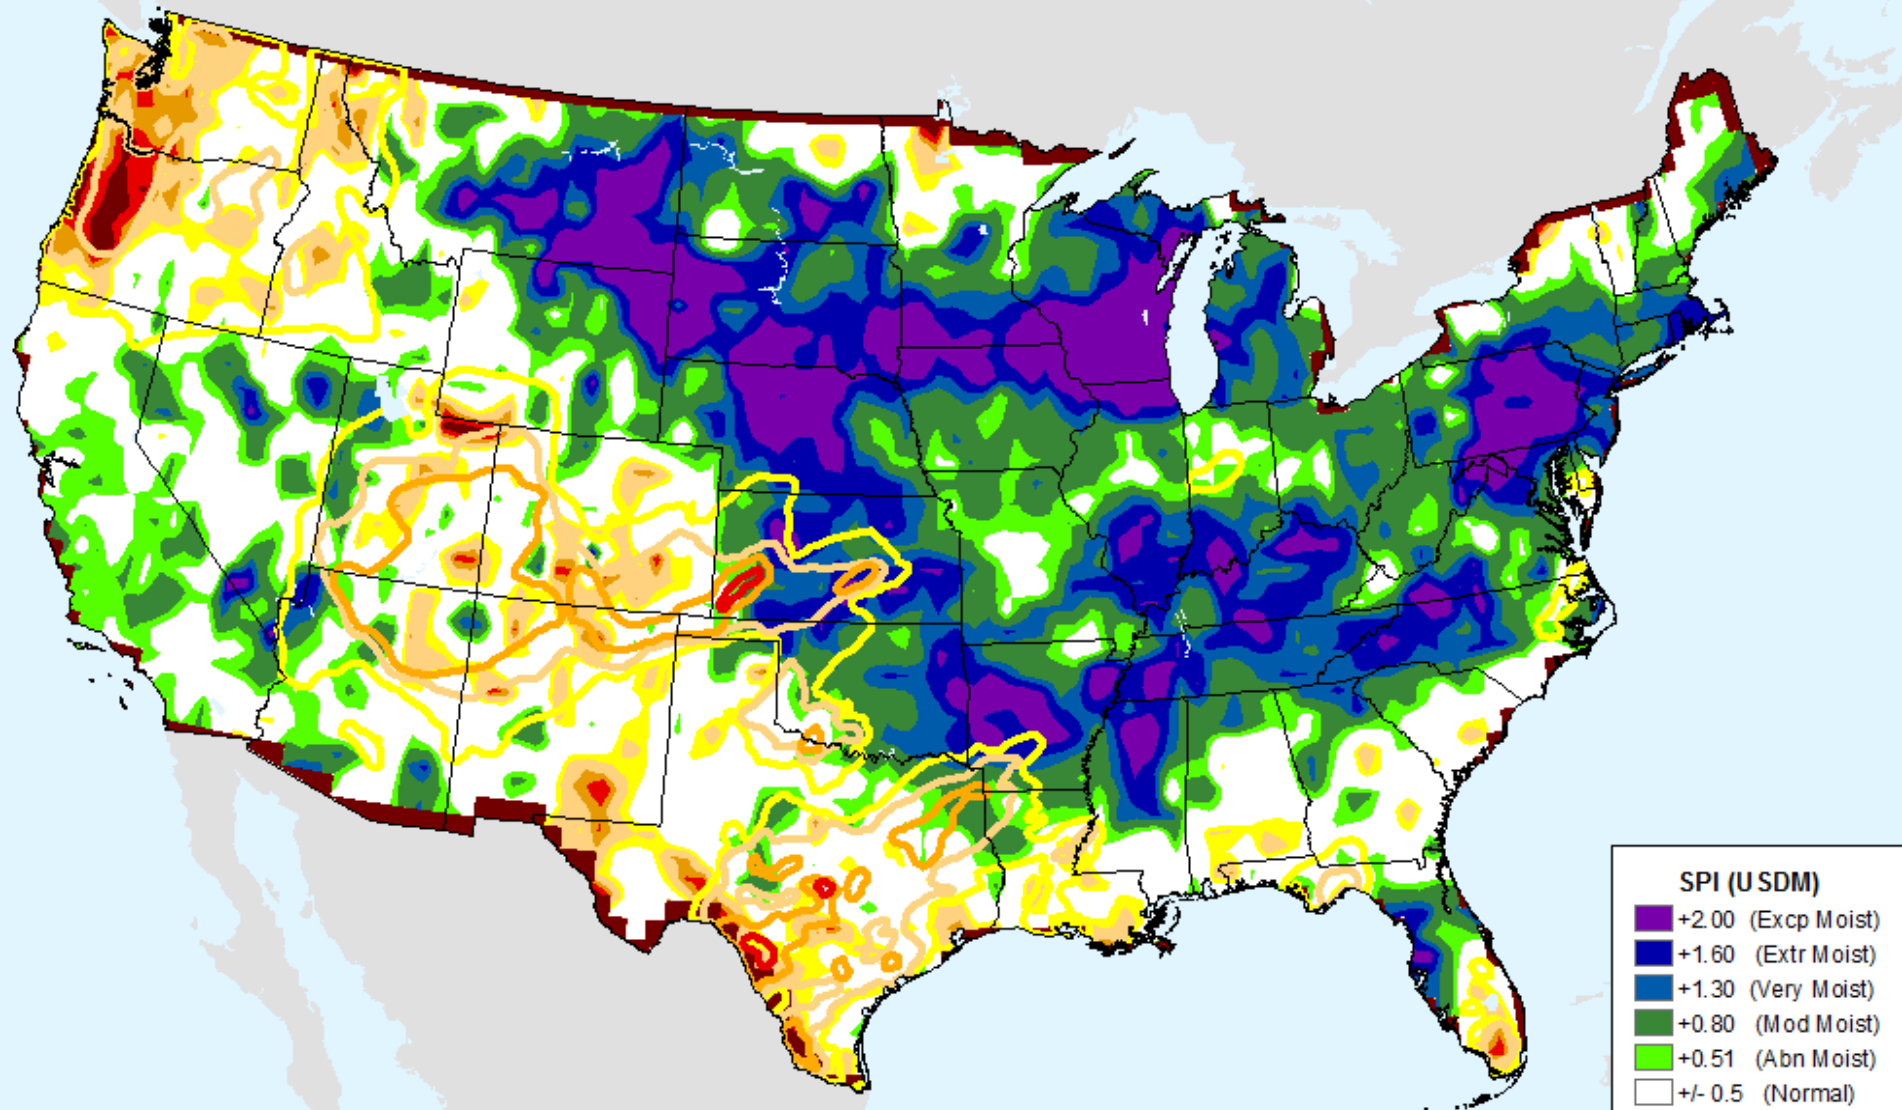 SPI (USDM)
+2.00 (Excp Moist)
+1.60 (Extr Moist)
+1.30 (Very Moist)
+0.80 (Mod Moist)
+0.51 (Abn Moist)
+/- 0.5 (Normal)